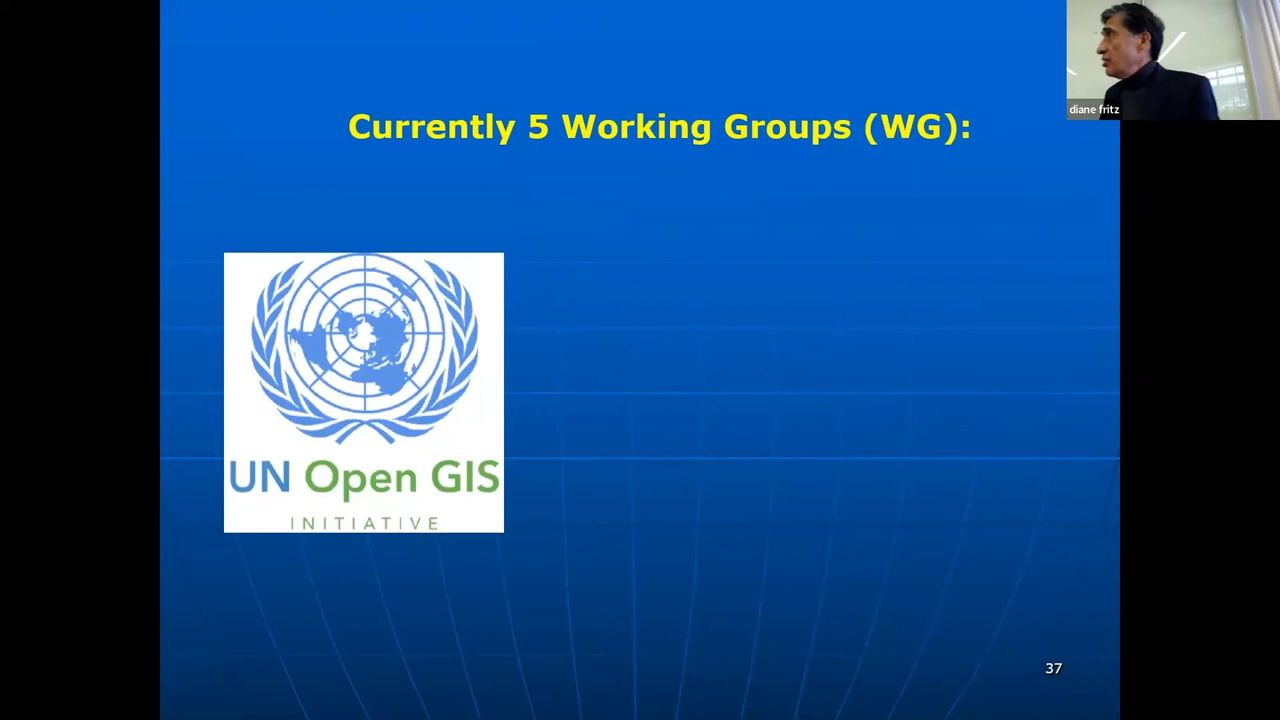 Currently 5 Working Groups (WG):
diane fritz
UN Open GIS
INITIATIVE
37